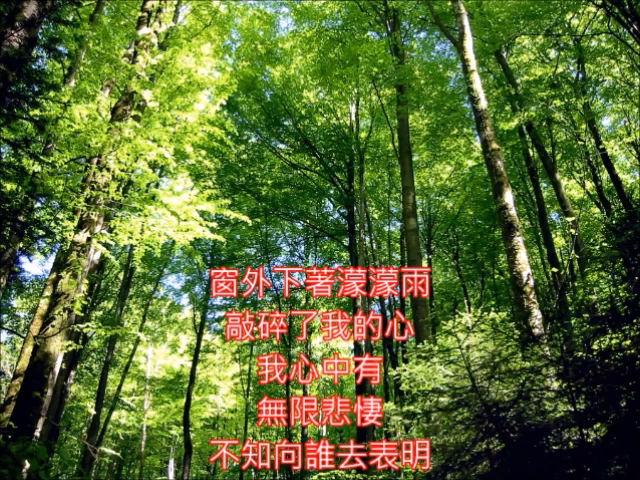 窗外下著濛濛雨
敲碎了我的心
我心中有
無限悲悽
不知向誰去表明